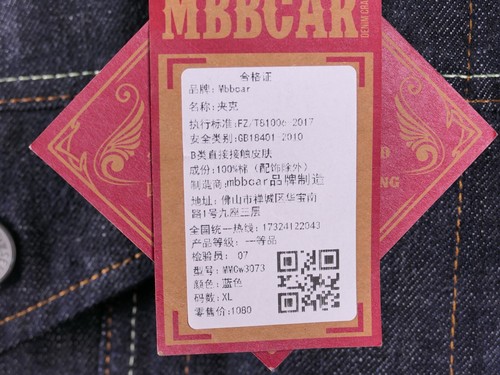 MBBCAR
DENIM CRA
合格证
品牌: Mbbcar
名称: 夹克
执行标准:FZ/T81006-2017
安全类别:GB18401-2010
B类直接接触皮肤
成份:100%棉（配饰除外）
制造商:mbbcar品牌制造
地址: 佛山市禅城区华宝南
路1号九座三层
全国统一热线: 17324122043
产品等级: 一等品
检验员: 07
型号: MMCw3073
颜色: 蓝色
码数: XL
零售价:1080